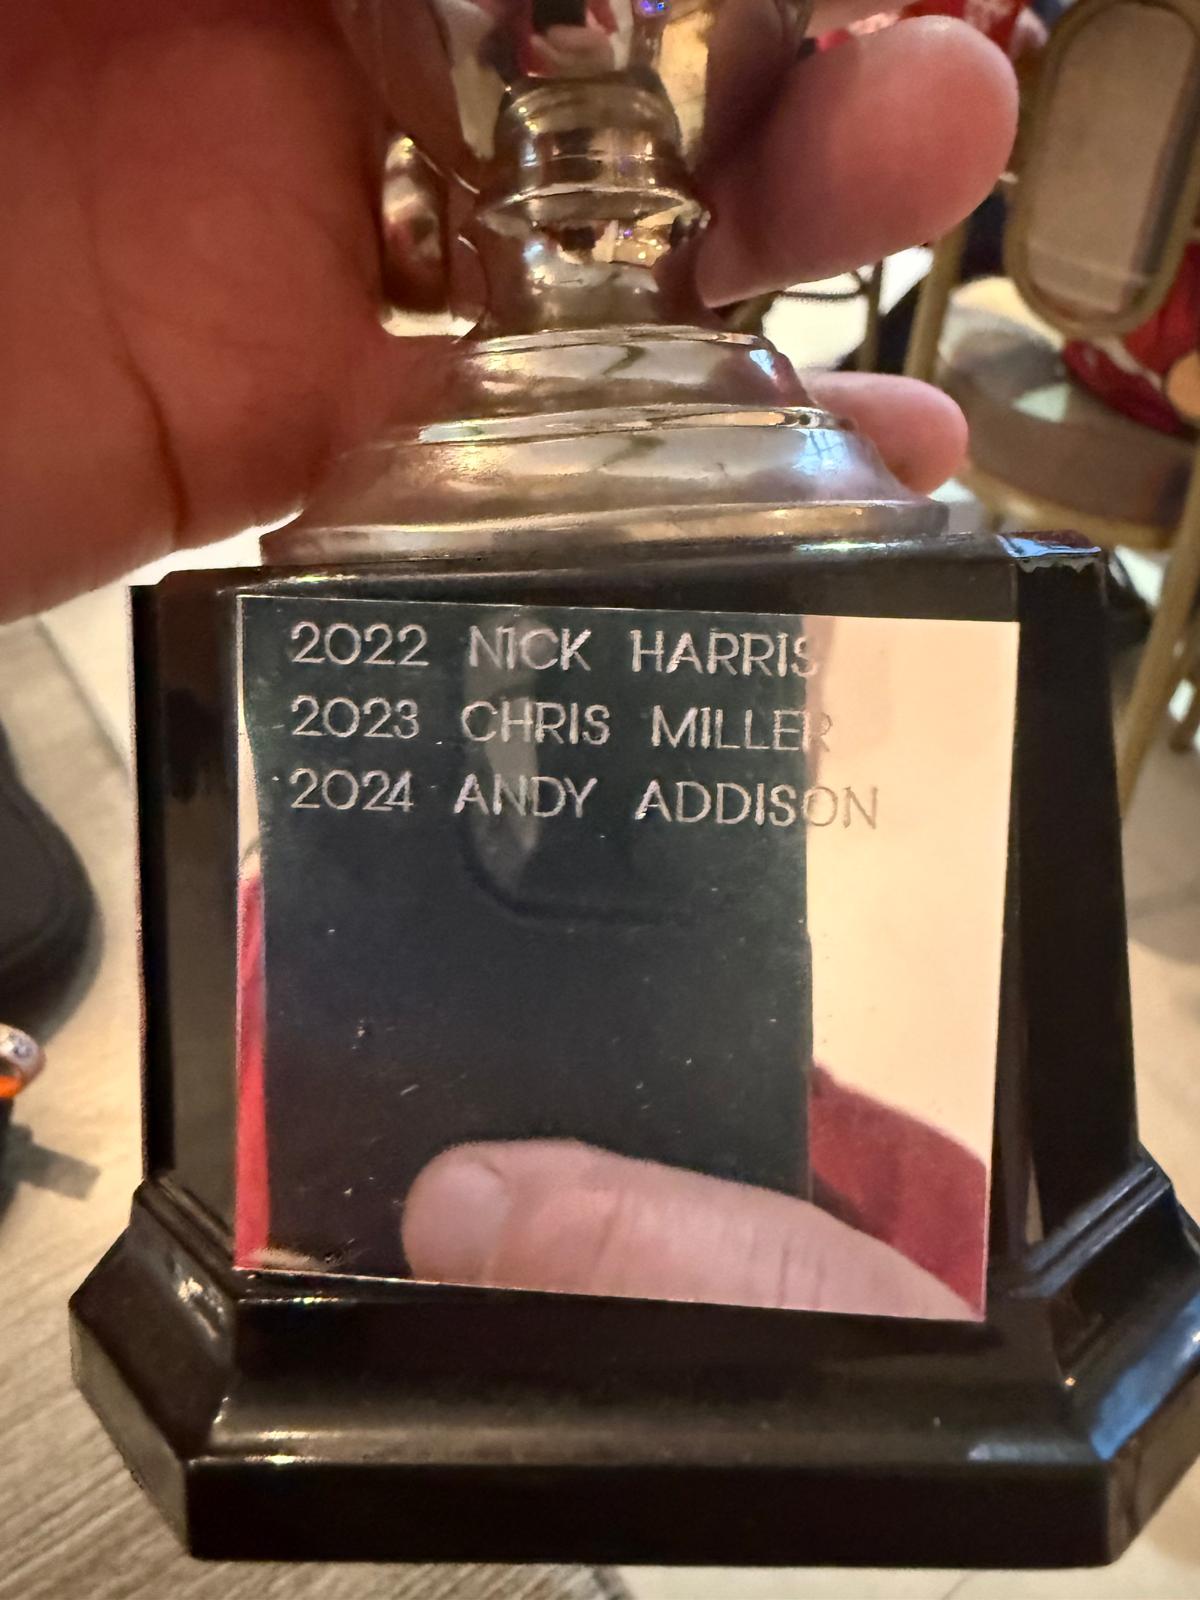 2022 NICK HARRIS
2023 CHRIS MILLER
2024 ANDY ADDISON